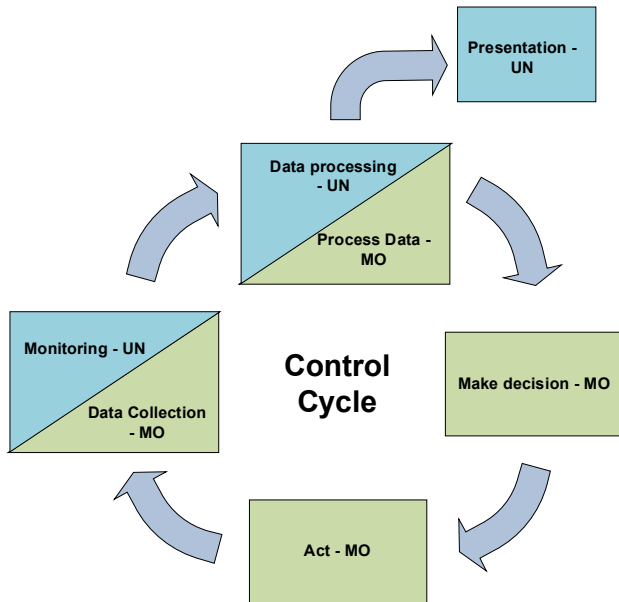 Presentation -
UN
Data processing
- UN
Process Data -
MO
Monitoring - UN
Data Collection
- MO
Control
Cycle
Make decision - MO
Act - MO